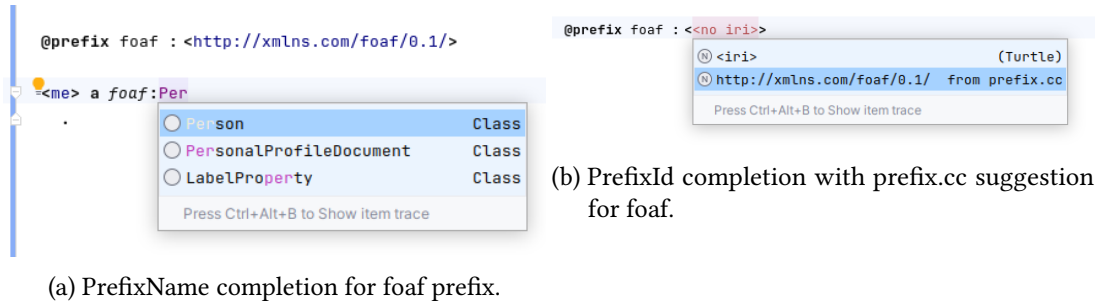 @prefix foaf : <http://xmlns.com/foaf/0.1/>
<me> a foaf:Per
.
Person Class
PersonalProfileDocument Class
LabelProperty Class
Press Ctrl+Alt+B to Show item trace
(a) PrefixName completion for foaf prefix.
@prefix foaf : <<no iri>>
N <iri> (Turtle)
N http://xmlns.com/foaf/0.1/ from prefix.cc
Press Ctrl+Alt+B to Show item trace
(b) PrefixId completion with prefix.cc suggestion
for foaf.